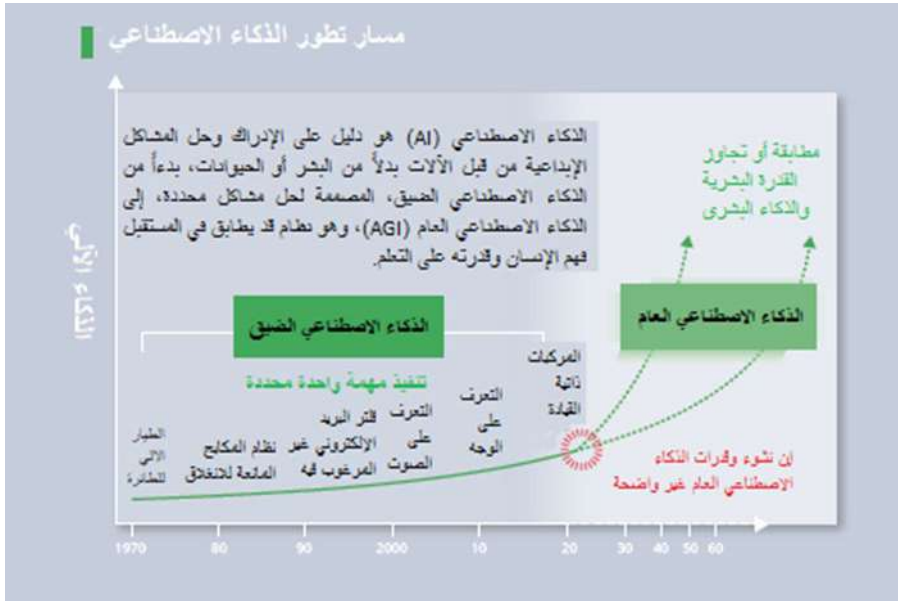 مسار تطور الذكاء الاصطناعي
الذكاء الاصطناعي (AI) هو دليل على الإدراك وحل المشاكل
الإبداعية من قبل الآلات بدلاً من البشر أو الحيوانات، بدءاً من
الذكاء الاصطناعي الضيق، المصممة لحل مشاكل محددة، إلى
الذكاء الاصطناعي العام (AGI)، وهو نظام قد يطابق في المستقبل
فهم الإنسان وقدرته على التعلم.
مطابقة أو تجاوز
القدرة البشرية
والذكاء البشرى
الذكاء الآلي
الذكاء الاصطناعي العام
الذكاء الاصطناعي الضيق
تنفيذ مهمة واحدة محددة
المركبات
ذاتية
القيادة
التعرف
على
الوجه
التعرف
على
الصوت
فلتر البريد
الإلكتروني غير
المرغوب فيه
نظام المكابح
المانعة للانغلاق
الطيار
الالي
للطائرة
إن نشوء وقدرات الذكاء
الاصطناعي العام غير واضحة
1970 80 90 2000 10 20 30 40 50 60